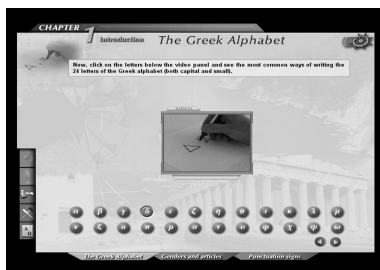 CHAPTER 1
Introduction
The Greek Alphabet
Now, click on the letters below the video panel and see the most common ways of writing the
24 letters of the Greek alphabet (both capital and small).
VIDEO
α β γ δ ε ζ η θ ι κ λ μ
ν ξ ο π ρ σ τ υ φ χ ψ ω
The Greek Alphabet Genders and articles Punctuation signs